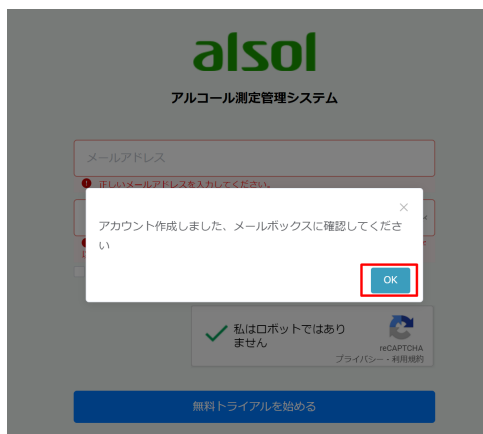 alsol
アルコール測定管理システム
メールアドレス
正しいメールアドレスを入力してください。
アカウント作成しました、メールボックスに確認してくださ
い
OK
私はロボットではあり
ません
reCAPTCHA
プライバシー - 利用規約
無料トライアルを始める